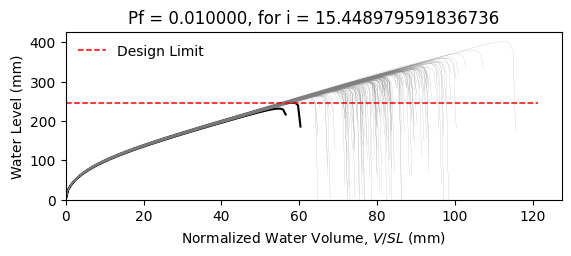 Pf = 0.010000, for i = 15.448979591836736
400
300
200
100
0
Water Level (mm)
Design Limit
0 20 40 60 80 100 120
Normalized Water Volume, V/SL (mm)